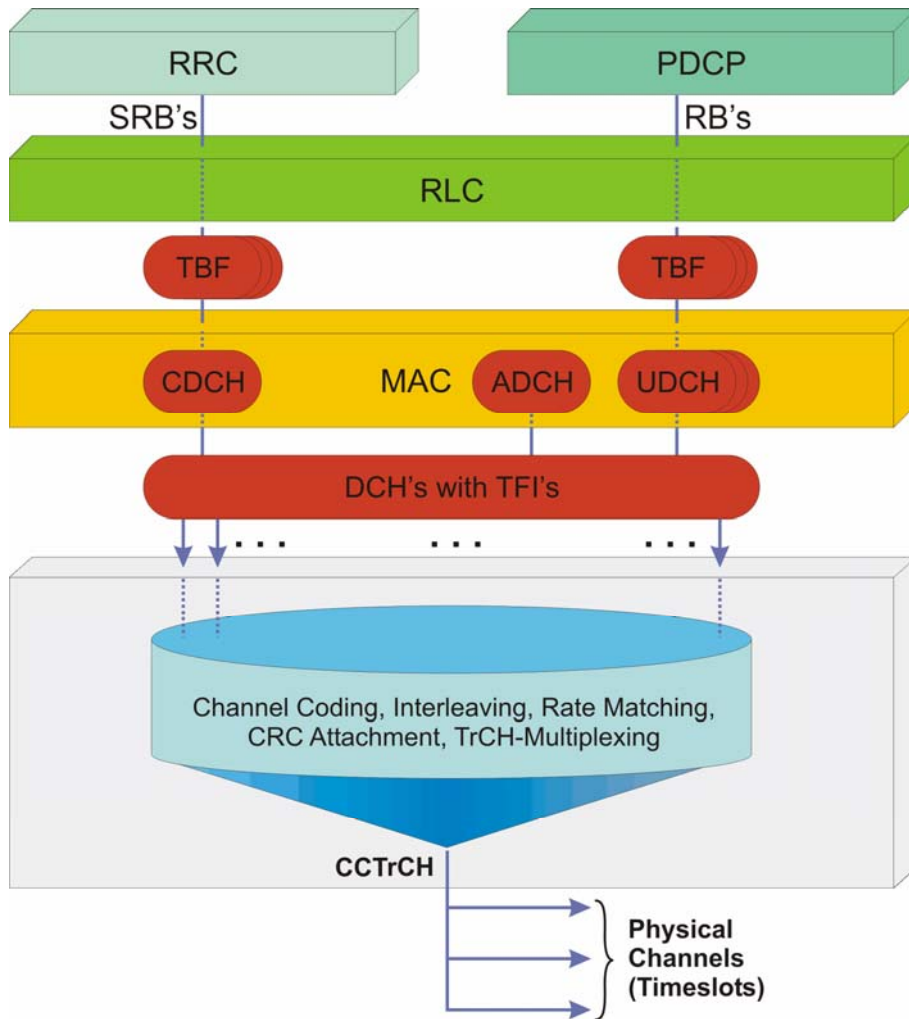 RRC
PDCP
SRB's
RB's
RLC
TBF
TBF
CDCH
MAC
ADCH
UDCH
DCH's with TFI's
. . .
. . .
. . .
Channel Coding, Interleaving, Rate Matching,
CRC Attachment, TrCH-Multiplexing
CCTrCH
Physical
Channels
(Timeslots)